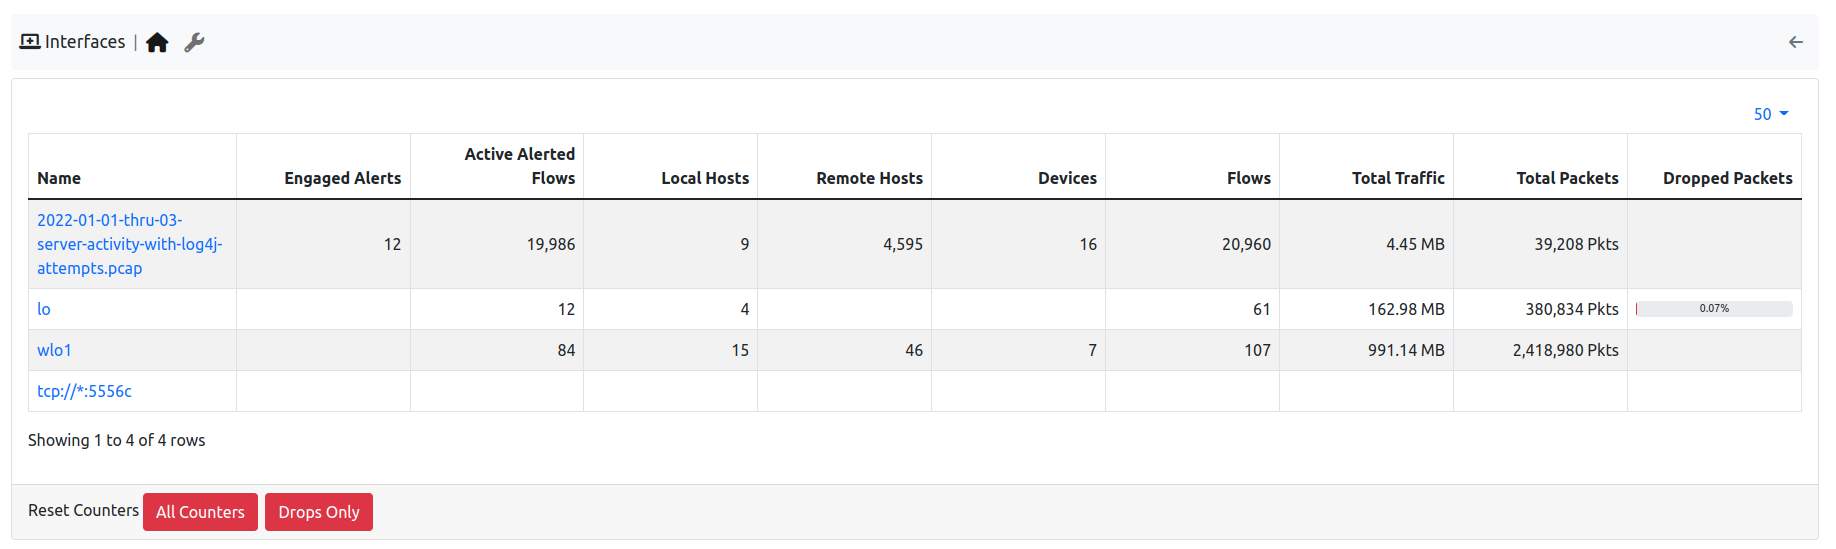 Interfaces |
50
Name Engaged Alerts Active Alerted Flows Local Hosts Remote Hosts Devices Flows Total Traffic Total Packets Dropped Packets
2022-01-01-thru-03-server-activity-with-log4j-attempts.pcap 12 19,986 9 4,595 16 20,960 4.45 MB 39,208 Pkts
lo 12 4 61 162.98 MB 380,834 Pkts 0.07%
wlo1 84 15 46 7 107 991.14 MB 2,418,980 Pkts
tcp://*:5556c
Showing 1 to 4 of 4 rows
Reset Counters All Counters Drops Only